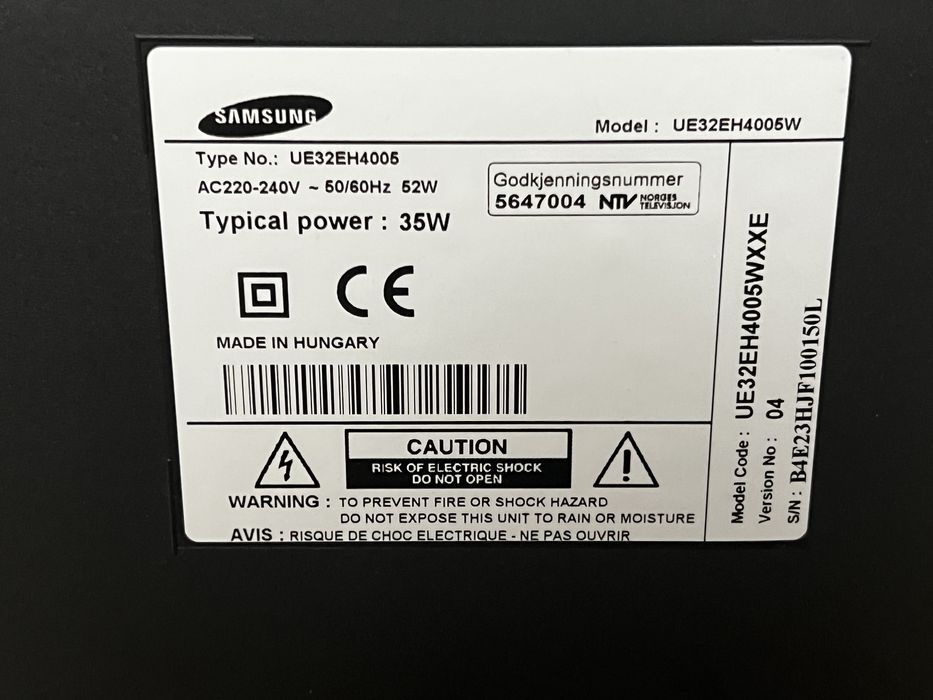 SAMSUNG
Model : UE32EH4005W
Type No.: UE32EH4005
AC220-240V ~ 50/60Hz 52W
Typical power : 35W
Godkjenningsnummer
5647004 NTV NORGES TELEVISJON
CE
MADE IN HUNGARY
CAUTION
RISK OF ELECTRIC SHOCK
DO NOT OPEN
WARNING : TO PREVENT FIRE OR SHOCK HAZARD
DO NOT EXPOSE THIS UNIT TO RAIN OR MOISTURE
AVIS : RISQUE DE CHOC ELECTRIQUE - NE PAS OUVRIR
Model Code : UE32EH4005WXXE
Version No : 04
S/N : B4E23HJF100150L